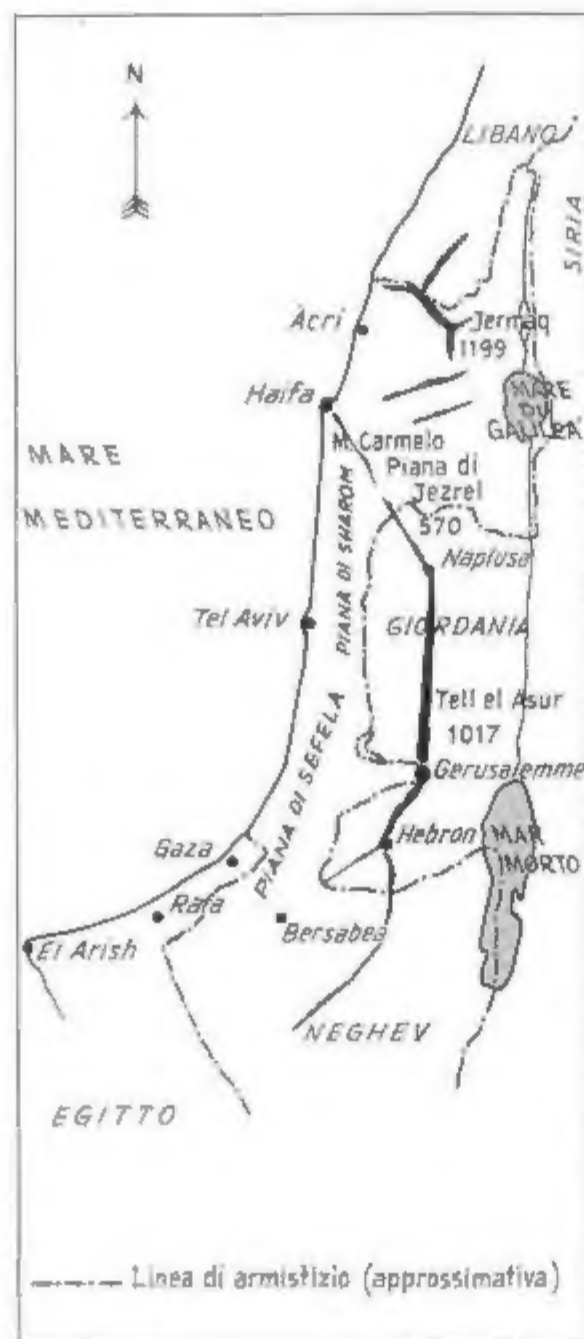 N
LIBANO
SIRIA
Acri
Jermaq
1199
Haifa
MARE
DI
GALILEA
M. Carmelo
MARE
MEDITERRANEO
Piana di
Jezrel
570
PIANA DI SHAROM
Naplusa
Tel Aviv
GIORDANIA
Tell el Asur
1017
PIANA DI SEFELA
Gerusalemme
Gaza
Hebron
MAR
MORTO
Rafa
Bersabea
El Arish
NEGHEV
EGITTO
Linea di armistizio (approssimativa)